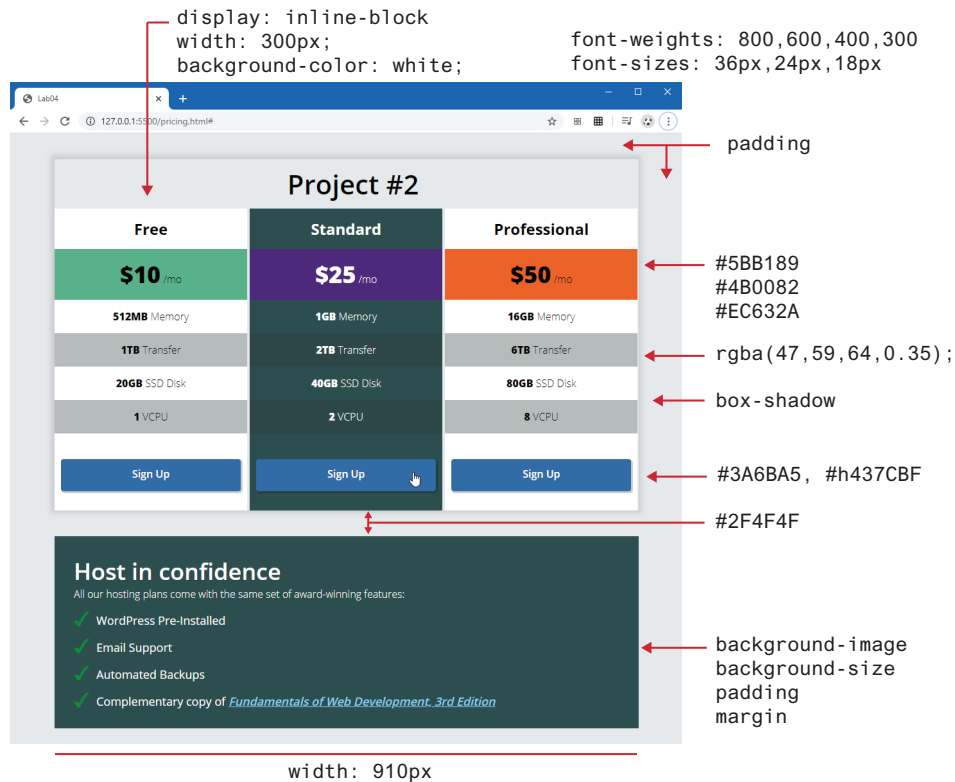 display: inline-block
width: 300px;
background-color: white;
font-weights: 800,600,400,300
font-sizes: 36px,24px,18px
Lab04
127.0.0.1:5500/pricing.html#
padding
Project #2
Free
Standard
Professional
$10 /mo
$25 /mo
$50 /mo
#5BB189
#4B0082
#EC632A
512MB Memory
1GB Memory
16GB Memory
1TB Transfer
2TB Transfer
6TB Transfer
rgba(47,59,64,0.35);
20GB SSD Disk
40GB SSD Disk
80GB SSD Disk
box-shadow
1 VCPU
2 VCPU
8 VCPU
Sign Up
Sign Up
Sign Up
#3A6BA5, #h437CBF
#2F4F4F
Host in confidence
All our hosting plans come with the same set of award-winning features:
WordPress Pre-Installed
Email Support
Automated Backups
Complementary copy of Fundamentals of Web Development, 3rd Edition
background-image
background-size
padding
margin
width: 910px